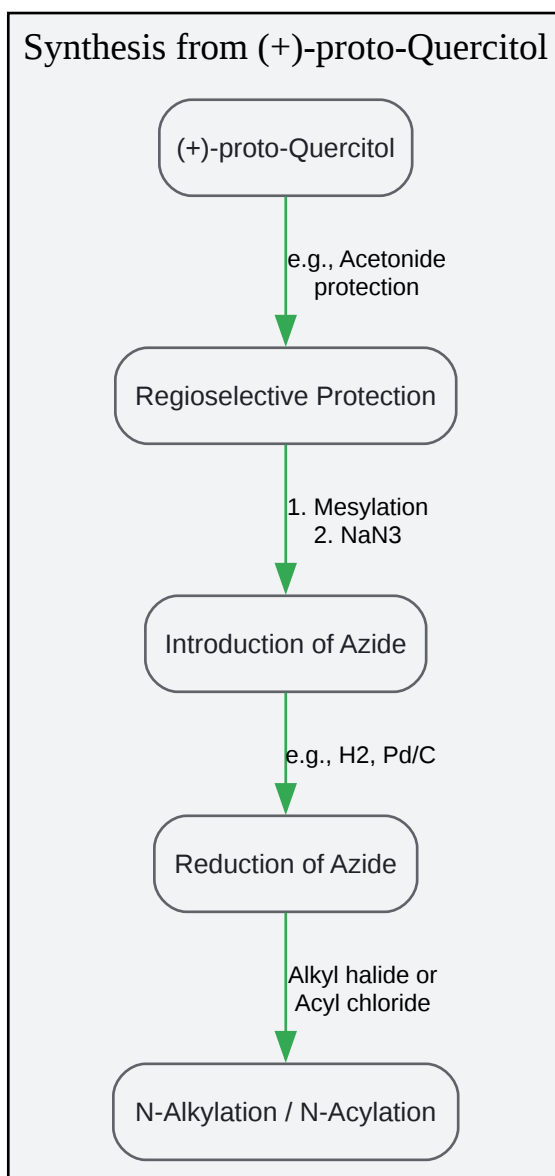 Synthesis from (+)-proto-Quercitol
(+)-proto-Quercitol
e.g., Acetonide
protection
Regioselective Protection
1. Mesylation
2. NaN3
Introduction of Azide
e.g., H2, Pd/C
Reduction of Azide
Alkyl halide or
Acyl chloride
N-Alkylation / N-Acylation